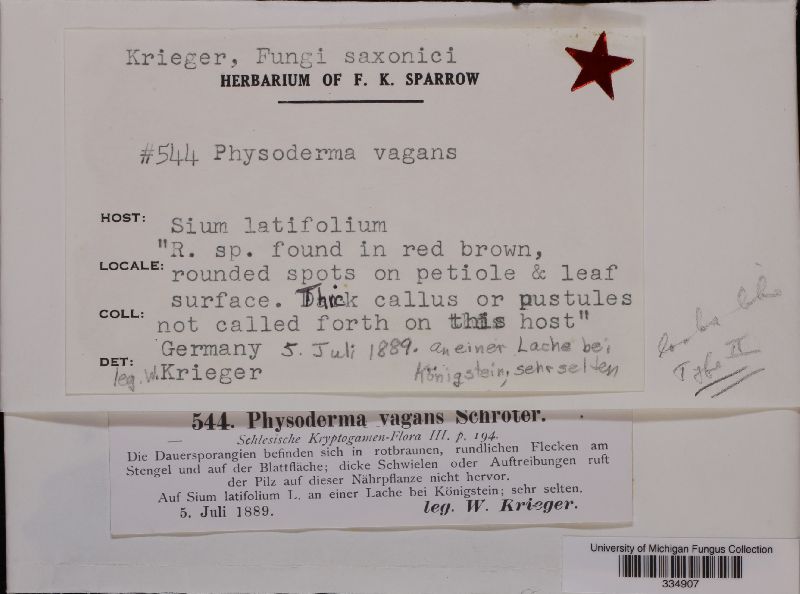 Krieger, Fungi saxonici
HERBARIUM OF F. K. SPARROW
#544 Physoderma vagans
HOST: Sium latifolium
"R. sp. found in red brown,
LOCALE: rounded spots on petiole & leaf
surface. Thick callus or pustules
COLL: not called forth on this host"
Germany 5. Juli 1889. an einer Lache bei
DET: leg. W. Krieger Königstein, sehr selten
looks like
Type II
544. Physoderma vagans Schroter.
— Schlesische Kryptogamen-Flora III. p. 194.
Die Dauersporangien befinden sich in rotbraunen, rundlichen Flecken am
Stengel und auf der Blattfläche; dicke Schwielen oder Auftreibungen ruft
der Pilz auf dieser Nährpflanze nicht hervor.
Auf Sium latifolium L. an einer Lache bei Königstein; sehr selten.
5. Juli 1889. leg. W. Krieger.
University of Michigan Fungus Collection
334907